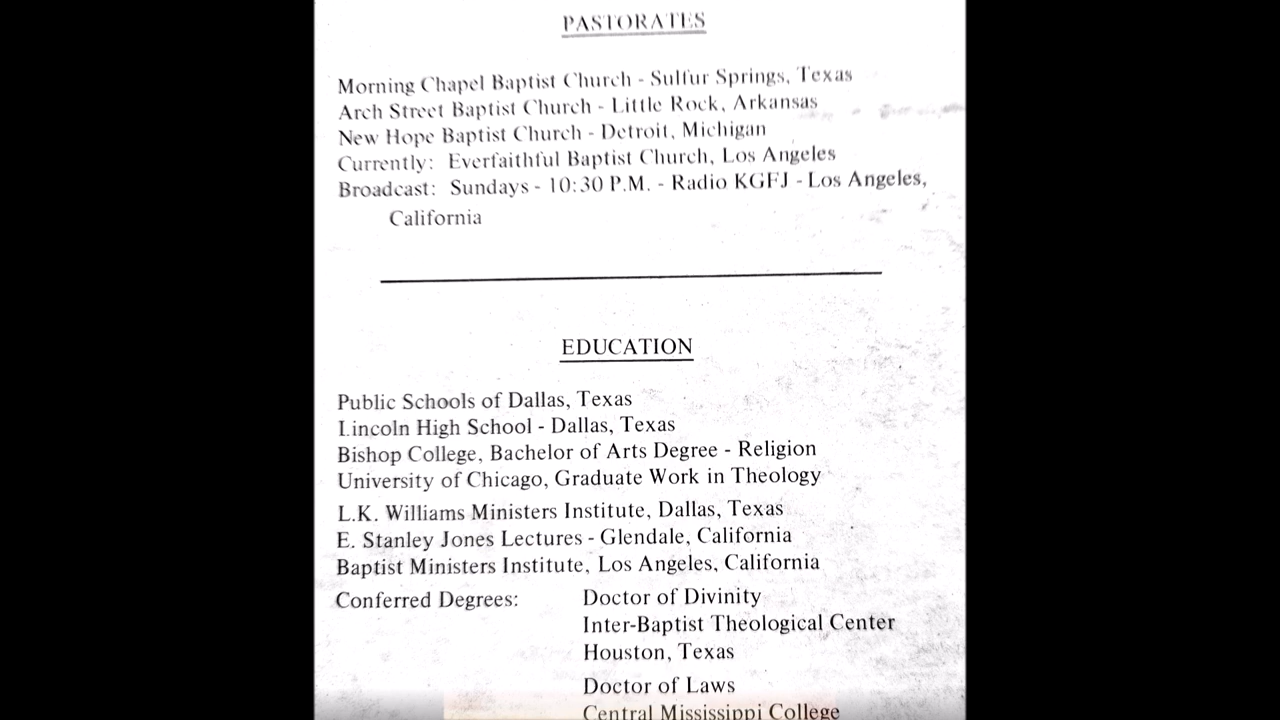 PASTORATES
Morning Chapel Baptist Church - Sulfur Springs, Texas
Arch Street Baptist Church - Little Rock, Arkansas
New Hope Baptist Church - Detroit, Michigan
Currently: Everfaithful Baptist Church, Los Angeles
Broadcast: Sundays - 10:30 P.M. - Radio KGFJ - Los Angeles,
California
EDUCATION
Public Schools of Dallas, Texas
Lincoln High School - Dallas, Texas
Bishop College, Bachelor of Arts Degree - Religion
University of Chicago, Graduate Work in Theology
L.K. Williams Ministers Institute, Dallas, Texas
E. Stanley Jones Lectures - Glendale, California
Baptist Ministers Institute, Los Angeles, California
Conferred Degrees: Doctor of Divinity
Inter-Baptist Theological Center
Houston, Texas
Doctor of Laws
Central Mississippi College